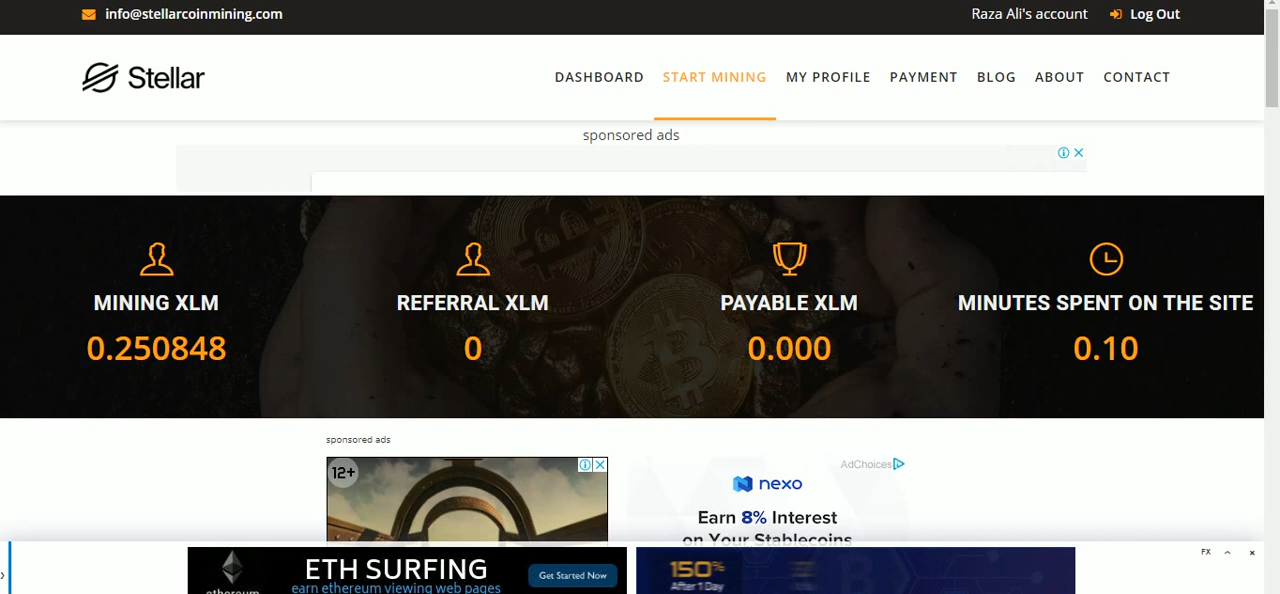 info@stellarcoinmining.com
Raza Ali's account
Log Out
Stellar
DASHBOARD
START MINING
MY PROFILE
PAYMENT
BLOG
ABOUT
CONTACT
sponsored ads
MINING XLM
REFERRAL XLM
PAYABLE XLM
MINUTES SPENT ON THE SITE
0.250848
0
0.000
0.10
sponsored ads
12+
AdChoices
nexo
Earn 8% Interest
on Your Stablecoins
ETH SURFING
earn ethereum viewing web pages
Get Started Now
ethereum
150%
After 1 Day
FX